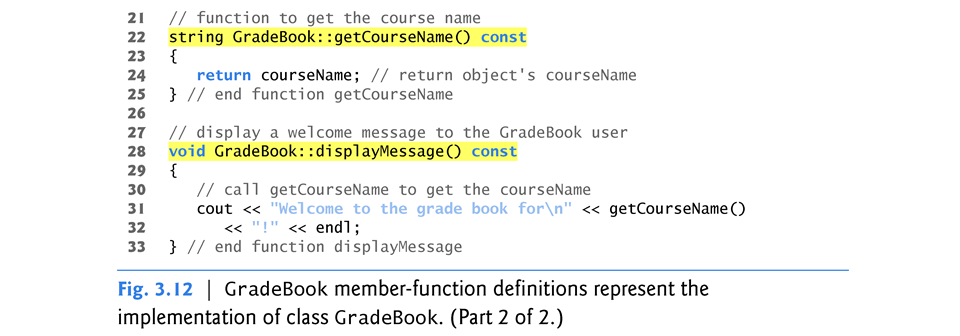 21 // function to get the course name
22 string GradeBook::getCourseName() const
23 {
24 return courseName; // return object's courseName
25 } // end function getCourseName
26
27 // display a welcome message to the GradeBook user
28 void GradeBook::displayMessage() const
29 {
30 // call getCourseName to get the courseName
31 cout << "Welcome to the grade book for\n" << getCourseName()
32 << "!" << endl;
33 } // end function displayMessage
Fig. 3.12 | GradeBook member-function definitions represent the
implementation of class GradeBook. (Part 2 of 2.)